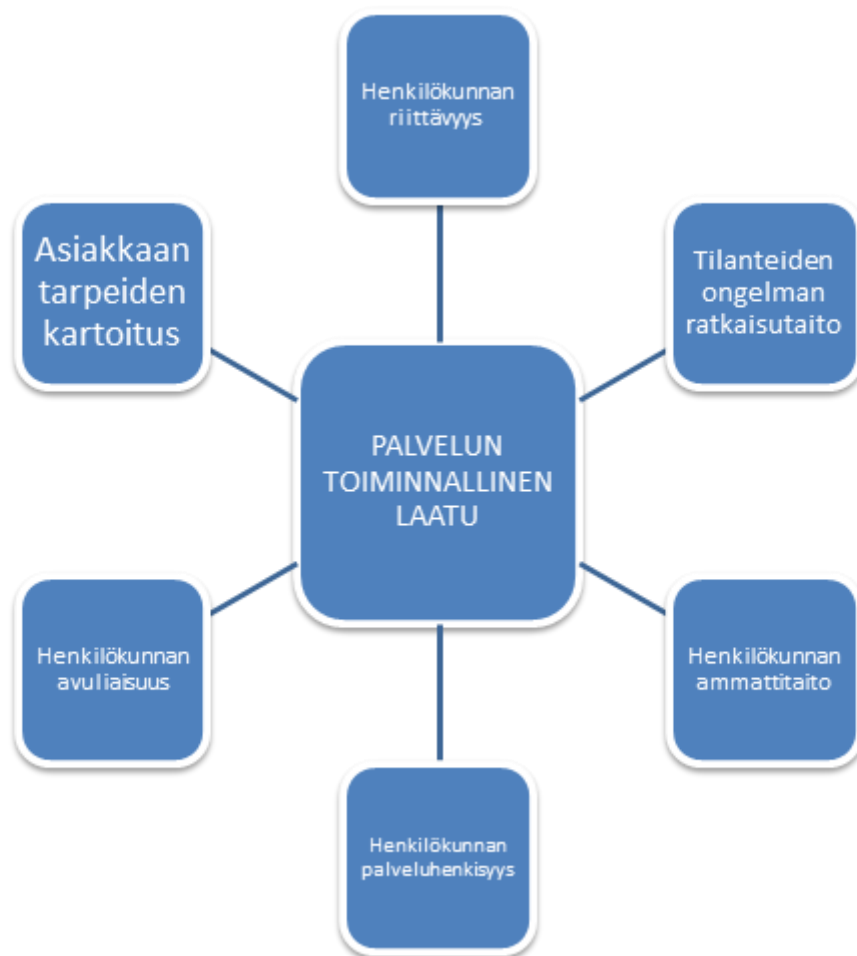 Henkilökunnan
riittävyys
Asiakkaan
tarpeiden
kartoitus
Tilanteiden
ongelman
ratkaisutaito
PALVELUN
TOIMINNALLINEN
LAATU
Henkilökunnan
avuliaisuus
Henkilökunnan
ammattitaito
Henkilökunnan
palveluhenkisyys